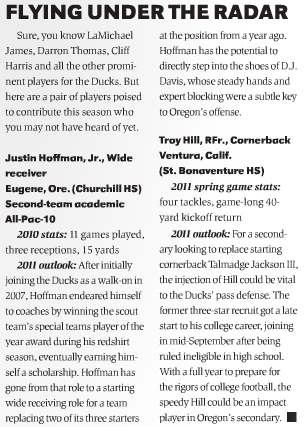 FLYING UNDER THE RADAR
Sure, you know LaMichael
James, Darron Thomas, Cliff
Harris and all the other promi-
nent players for the Ducks. But
here are a pair of players poised
to contribute this season who
you may not have heard of yet.
Justin Hoffman, Jr., Wide
receiver
Eugene, Ore. (Churchill HS)
Second-team academic
All-Pac-10
2010 stats: 11 games played,
three receptions, 15 yards
2011 outlook: After initially
joining the Ducks as a walk-on in
2007, Hoffman endeared himself
to coaches by winning the scout
team's special teams player of the
year award during his redshirt
season, eventually earning him-
self a scholarship. Hoffman has
gone from that role to a starting
wide receiving role for a team
replacing two of its three starters
at the position from a year ago.
Hoffman has the potential to
directly step into the shoes of D.J.
Davis, whose steady hands and
expert blocking were a subtle key
to Oregon's offense.
Troy Hill, RFr., Cornerback
Ventura, Calif.
(St. Bonaventure HS)
2011 spring game stats:
four tackles, game-long 40-
yard kickoff return
2011 outlook: For a second-
ary looking to replace starting
cornerback Talmadge Jackson III,
the injection of Hill could be vital
to the Ducks' pass defense. The
former three-star recruit got a late
start to his college career, joining
in mid-September after being
ruled ineligible in high school.
With a full year to prepare for
the rigors of college football, the
speedy Hill could be an impact
player in Oregon's secondary.